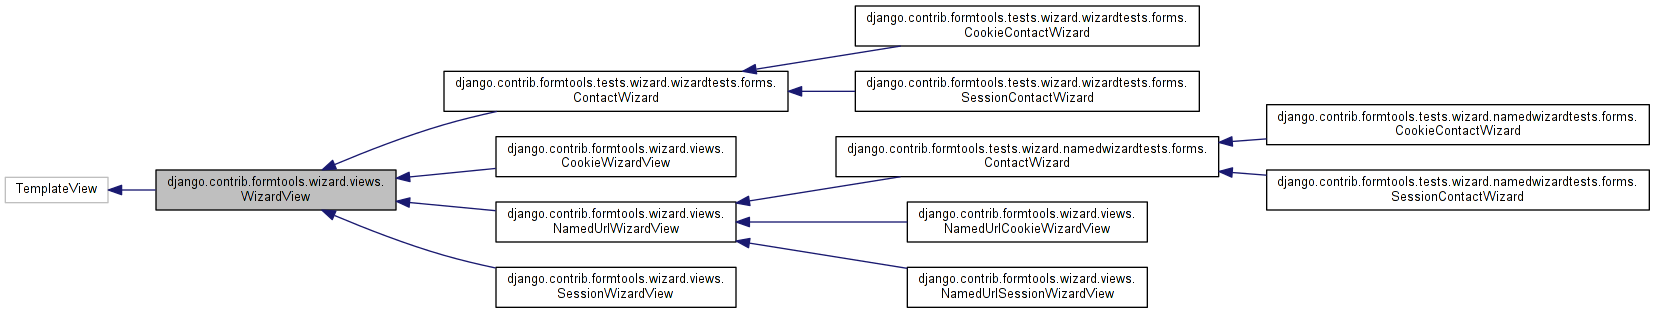 TemplateView
django.contrib.formtools.wizard.views.
WizardView
django.contrib.formtools.tests.wizard.wizardtests.forms.
ContactWizard
django.contrib.formtools.wizard.views.
CookieWizardView
django.contrib.formtools.wizard.views.
NamedUrlWizardView
django.contrib.formtools.wizard.views.
SessionWizardView
django.contrib.formtools.tests.wizard.wizardtests.forms.
CookieContactWizard
django.contrib.formtools.tests.wizard.wizardtests.forms.
SessionContactWizard
django.contrib.formtools.tests.wizard.namedwizardtests.forms.
ContactWizard
django.contrib.formtools.wizard.views.
NamedUrlCookieWizardView
django.contrib.formtools.wizard.views.
NamedUrlSessionWizardView
django.contrib.formtools.tests.wizard.namedwizardtests.forms.
CookieContactWizard
django.contrib.formtools.tests.wizard.namedwizardtests.forms.
SessionContactWizard